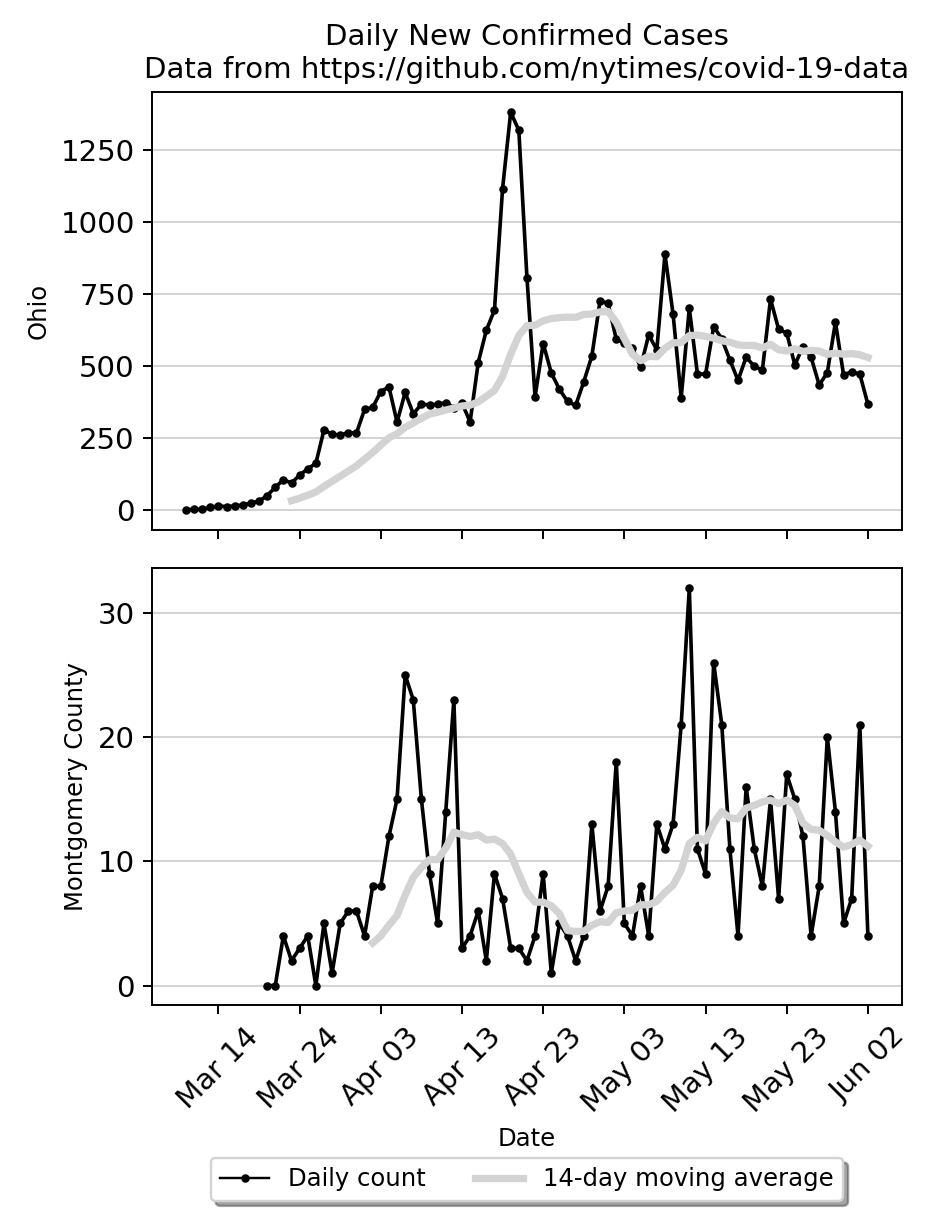 Daily New Confirmed Cases
Data from https://github.com/nytimes/covid-19-data
1250
1000
750
500
250
0
Ohio
30
20
10
0
Montgomery County
Mar 14
Mar 24
Apr 03
Apr 13
Apr 23
May 03
May 13
May 23
Jun 02
Date
Daily count
14-day moving average